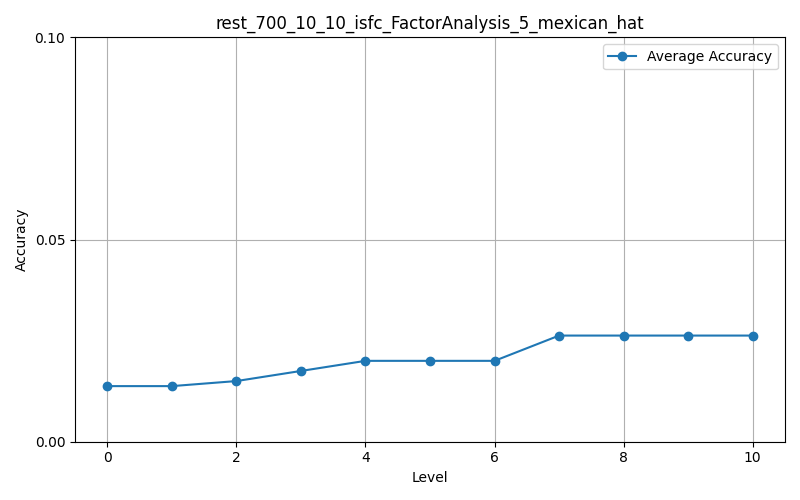 rest_700_10_10_isfc_FactorAnalysis_5_mexican_hat
Average Accuracy
0.10
0.05
0.00
Accuracy
0 2 4 6 8 10
Level